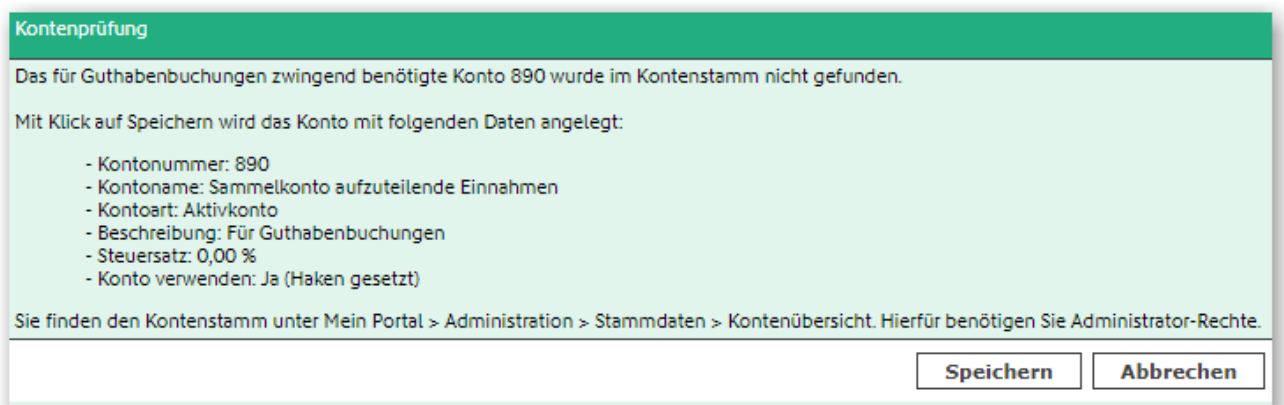 Kontenprüfung
Das für Guthabenbuchungen zwingend benötigte Konto 890 wurde im Kontenstamm nicht gefunden.
Mit Klick auf Speichern wird das Konto mit folgenden Daten angelegt:
- Kontonummer: 890
- Kontoname: Sammelkonto aufzuteilende Einnahmen
- Kontoart: Aktivkonto
- Beschreibung: Für Guthabenbuchungen
- Steuersatz: 0,00 %
- Konto verwenden: Ja (Haken gesetzt)
Sie finden den Kontenstamm unter Mein Portal > Administration > Stammdaten > Kontenübersicht. Hierfür benötigen Sie Administrator-Rechte.
Speichern Abbrechen